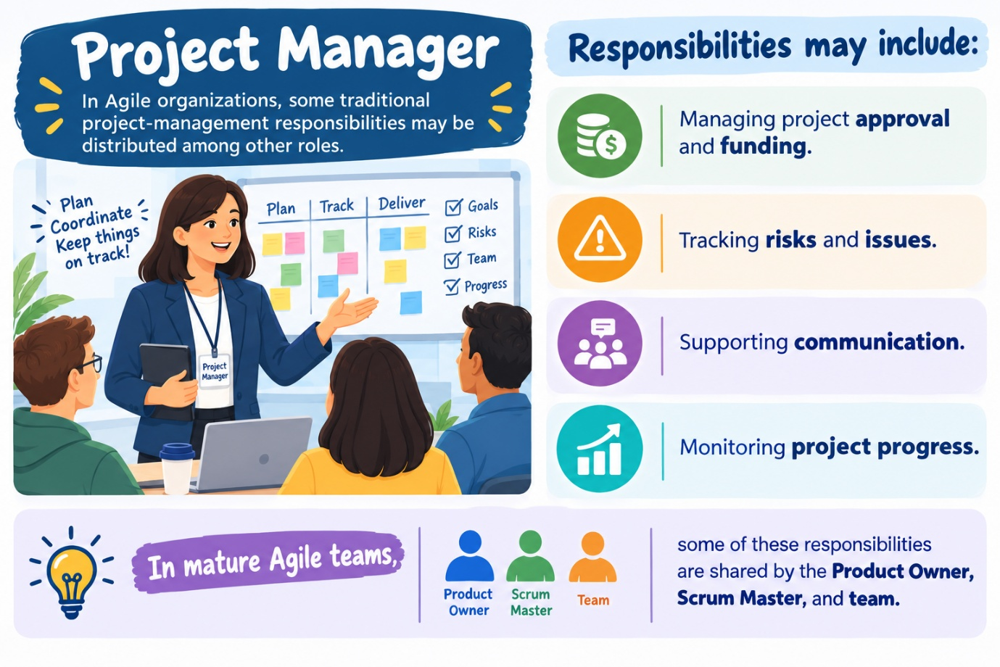 Project Manager
In Agile organizations, some traditional
project-management responsibilities may be
distributed among other roles.
Plan
Coordinate
Keep things
on track!
Plan
Track
Deliver
Goals
Risks
Team
Progress
Project
Manager
Responsibilities may include:
Managing project approval
and funding.
Tracking risks and issues.
Supporting communication.
Monitoring project progress.
In mature Agile teams,
Product
Owner
Scrum
Master
Team
some of these responsibilities
are shared by the Product Owner,
Scrum Master, and team.